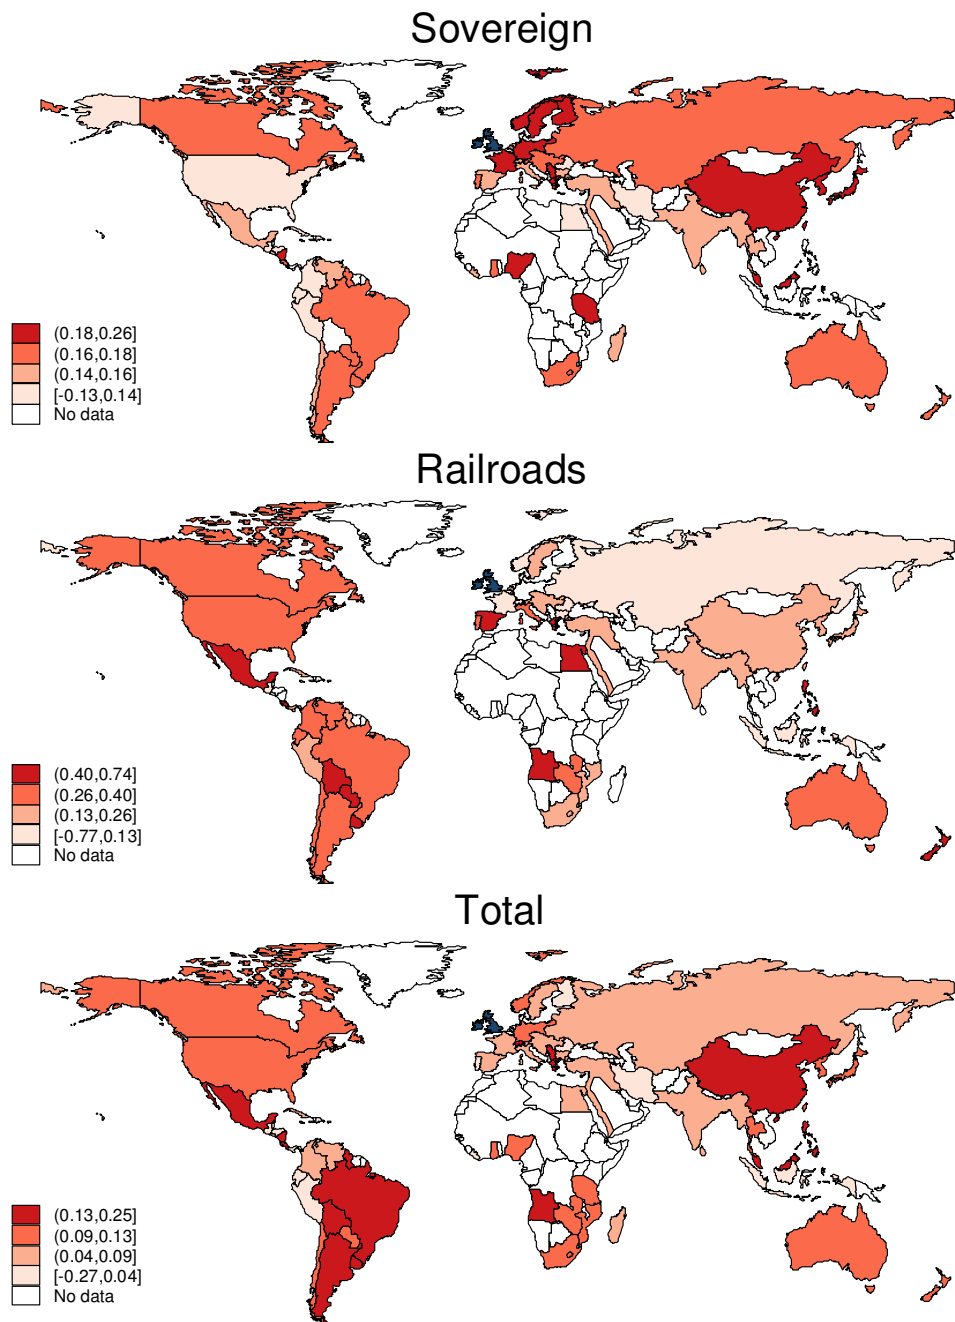 Sovereign
(0.18,0.26]
(0.16,0.18]
(0.14,0.16]
[-0.13,0.14]
No data
Railroads
(0.40,0.74]
(0.26,0.40]
(0.13,0.26]
[-0.77,0.13]
No data
Total
(0.13,0.25]
(0.09,0.13]
(0.04,0.09]
[-0.27,0.04]
No data